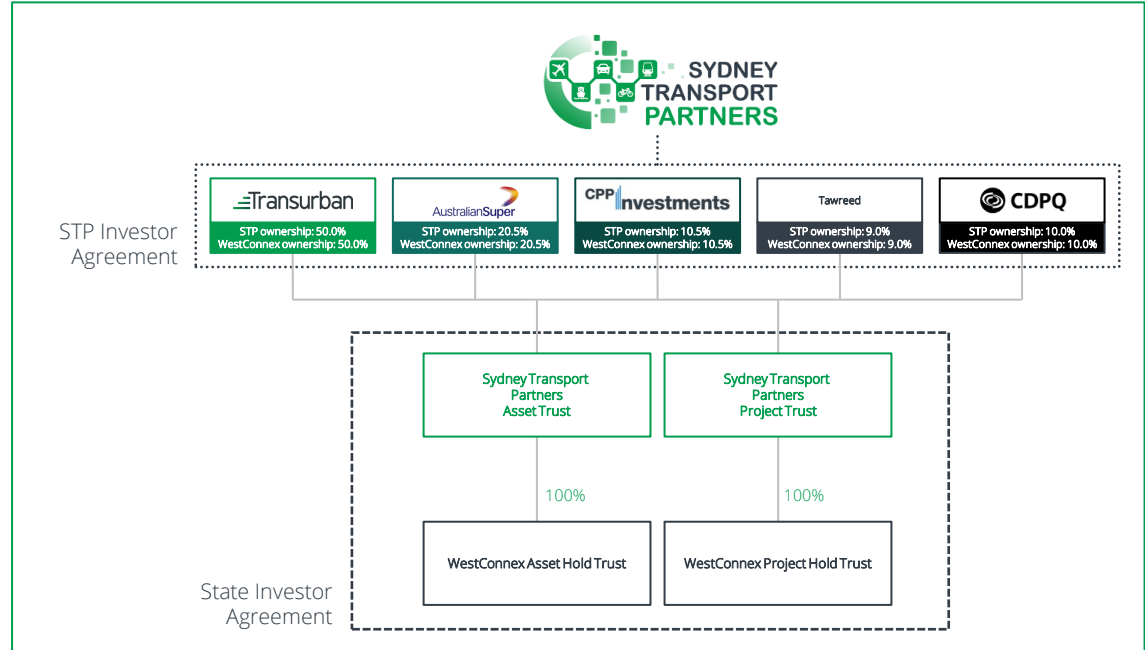 SYDNEY
TRANSPORT
PARTNERS
STP Investor
Agreement
Transurban
STP ownership: 50.0%
WestConnex ownership: 50.0%
AustralianSuper
STP ownership: 20.5%
WestConnex ownership: 20.5%
CPP Investments
STP ownership: 10.5%
WestConnex ownership: 10.5%
Tawreed
STP ownership: 9.0%
WestConnex ownership: 9.0%
CDPQ
STP ownership: 10.0%
WestConnex ownership: 10.0%
Sydney Transport
Partners
Asset Trust
Sydney Transport
Partners
Project Trust
100%
100%
WestConnex Asset Hold Trust
WestConnex Project Hold Trust
State Investor
Agreement